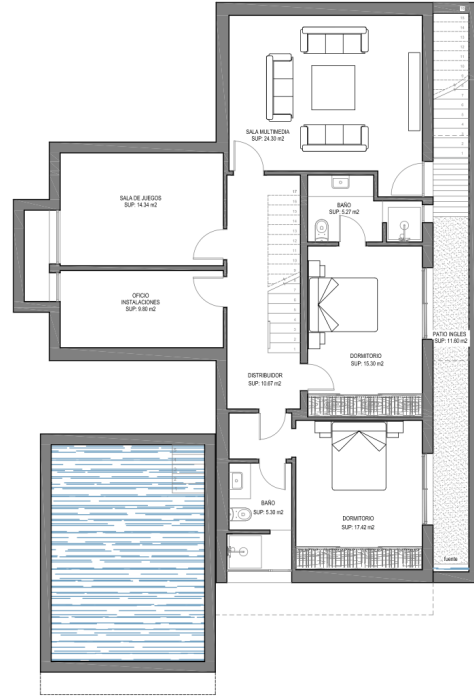 SALA MULTIMEDIA
SUP: 24.30 m2
SALA DE JUEGOS
SUP: 14.34 m2
BAÑO
SUP: 5.27 m2
OFICIO
INSTALACIONES
SUP: 9.80 m2
PATIO INGLES
SUP: 11.60 m2
DORMITORIO
SUP: 15.30 m2
DISTRIBUIDOR
SUP: 10.67 m2
BAÑO
SUP: 5.30 m2
DORMITORIO
SUP: 17.42 m2
fuente